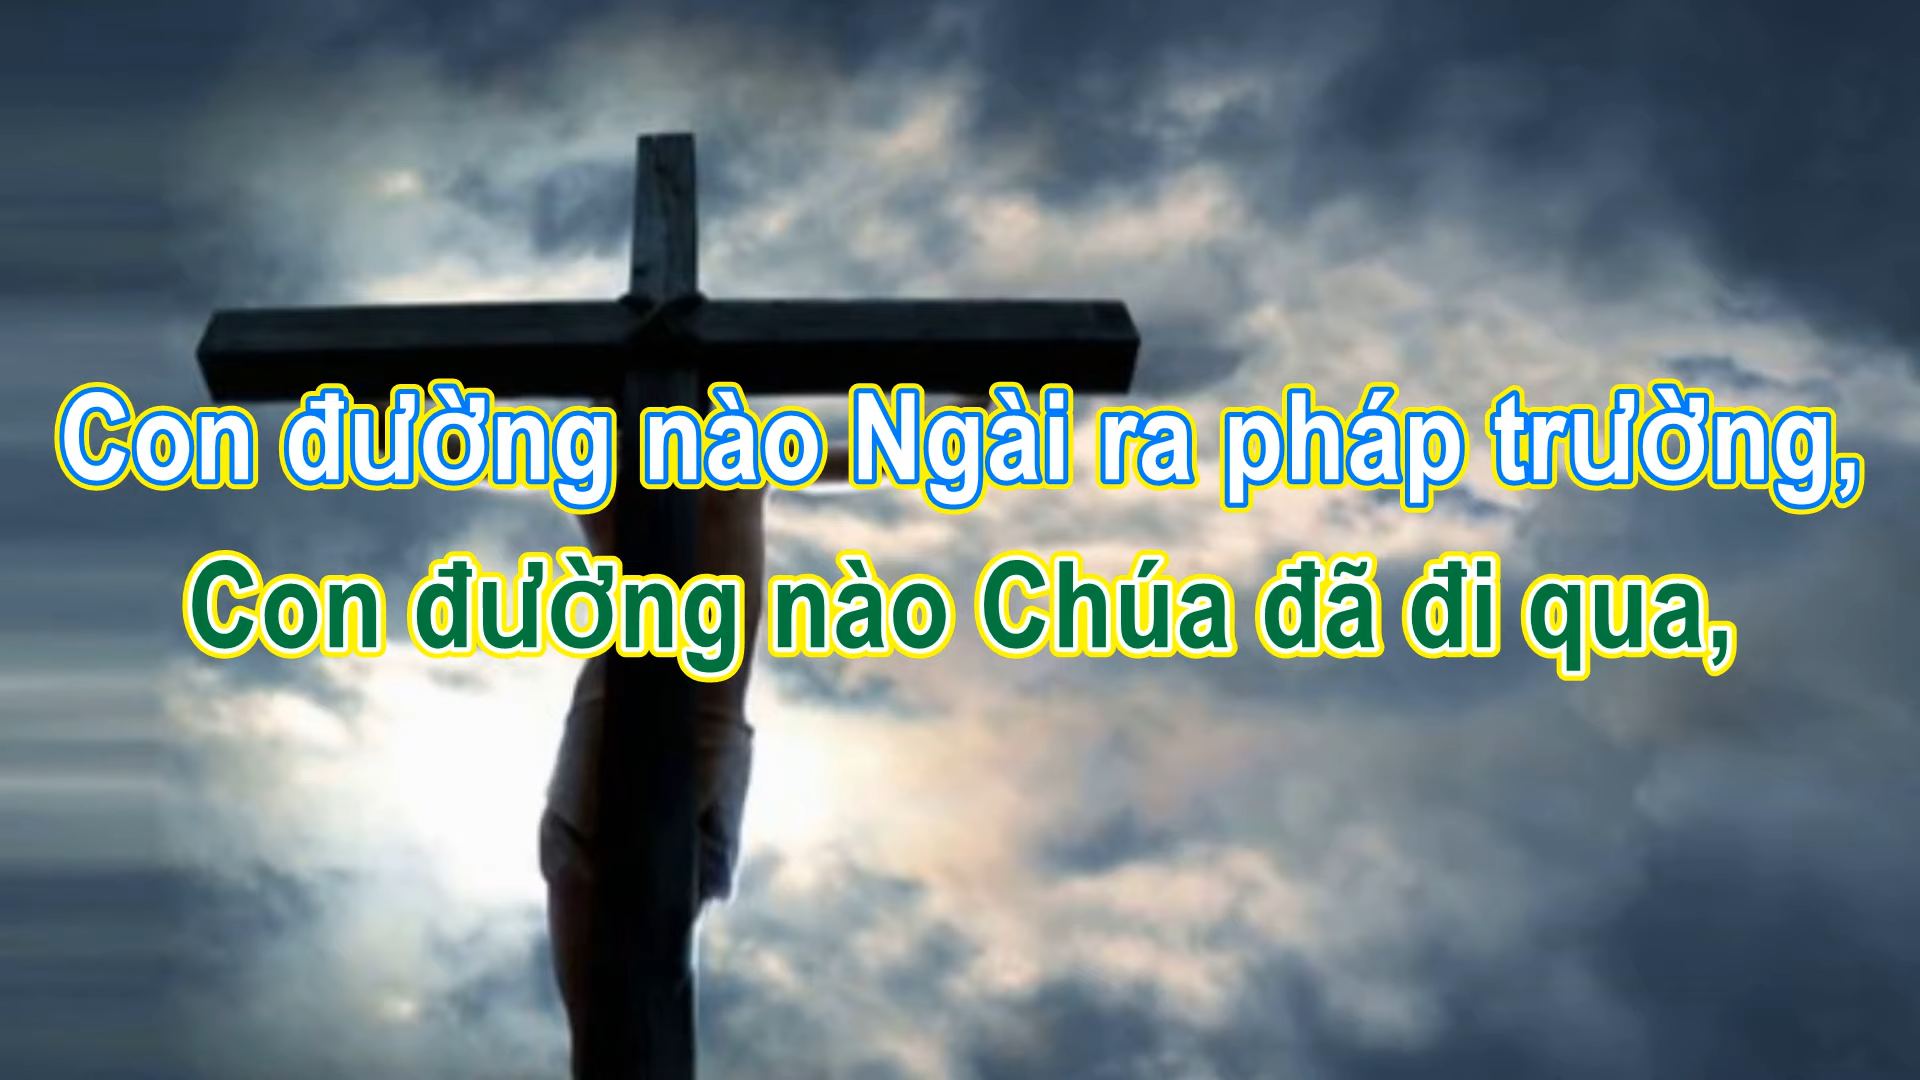 Con đường nào Ngài ra pháp trường,
Con đường nào Chúa đã đi qua,